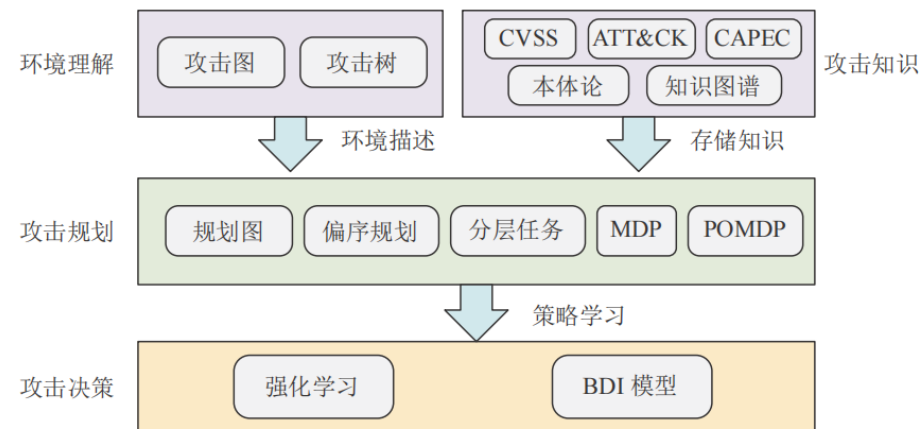 环境理解
攻击图
攻击树
CVSS
ATT&CK
CAPEC
本体论
知识图谱
攻击知识
环境描述
存储知识
攻击规划
规划图
偏序规划
分层任务
MDP
POMDP
策略学习
攻击决策
强化学习
BDI 模型